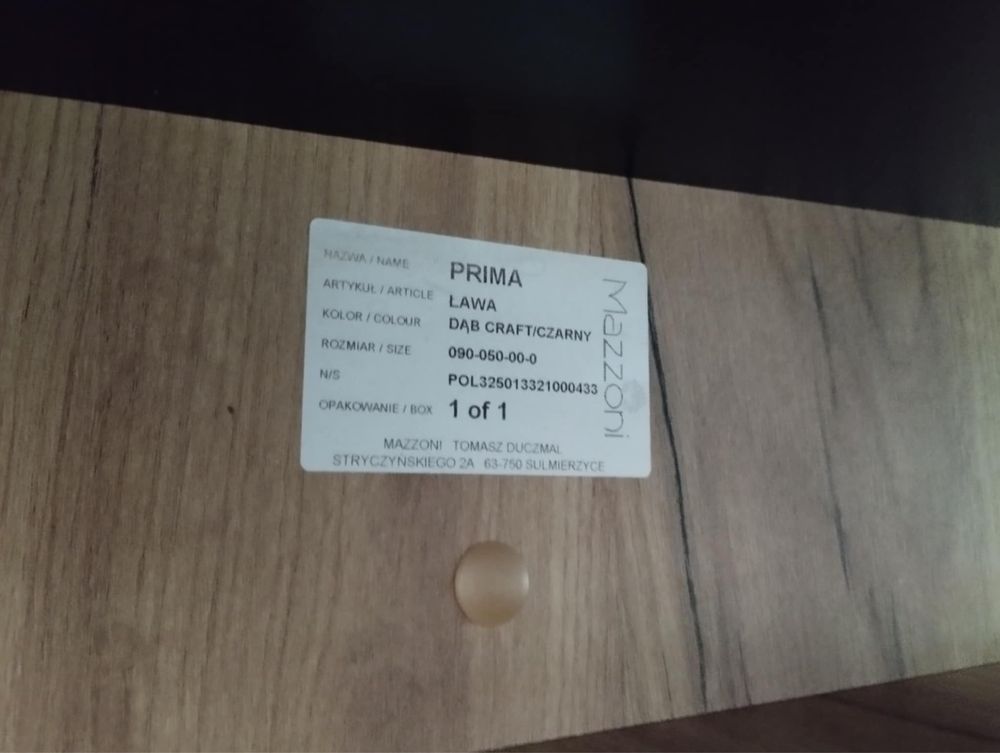 NAZWA / NAME PRIMA
ARTYKUŁ / ARTICLE ŁAWA
KOLOR / COLOUR DĄB CRAFT/CZARNY
ROZMIAR / SIZE 090-050-00-0
N/S POL325013321000433
OPAKOWANIE / BOX 1 of 1
Mazzoni
MAZZONI TOMASZ DUCZMAL
STRYCZYŃSKIEGO 2A 63-750 SULMIERZYCE